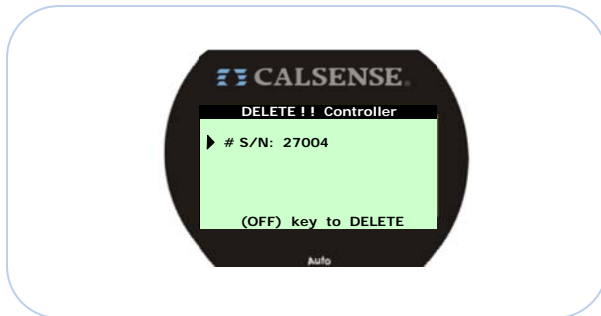 CALSENSE®
DELETE !! Controller
# S/N: 27004
(OFF) key to DELETE
Auto